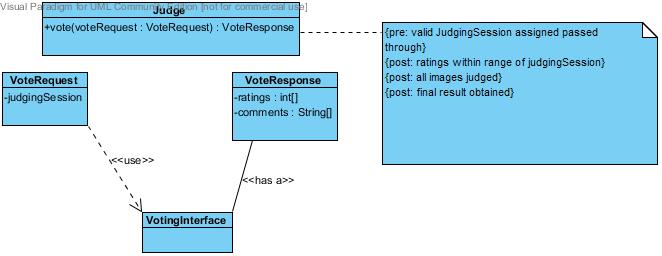 Visual Paradigm for UML Community Edition [not for commercial use]
Judge
+vote(voteRequest : VoteRequest) : VoteResponse
{pre: valid JudgingSession assigned passed
through}
{post: ratings within range of judgingSession}
{post: all images judged}
{post: final result obtained}
VoteRequest
-judgingSession
VoteResponse
-ratings : int[]
-comments : String[]
<<use>>
<<has a>>
VotingInterface